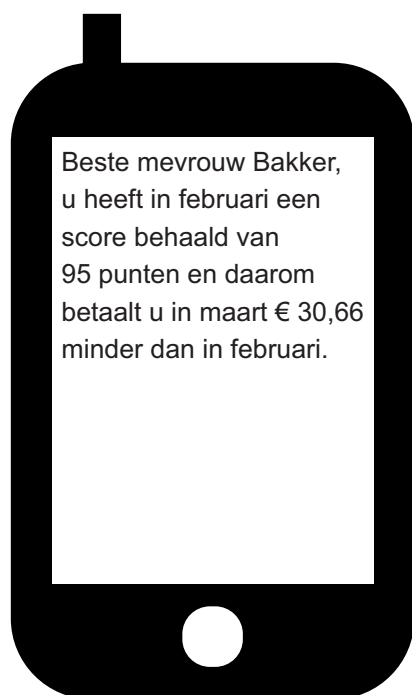 Beste mevrouw Bakker,
u heeft in februari een
score behaald van
95 punten en daarom
betaalt u in maart € 30,66
minder dan in februari.